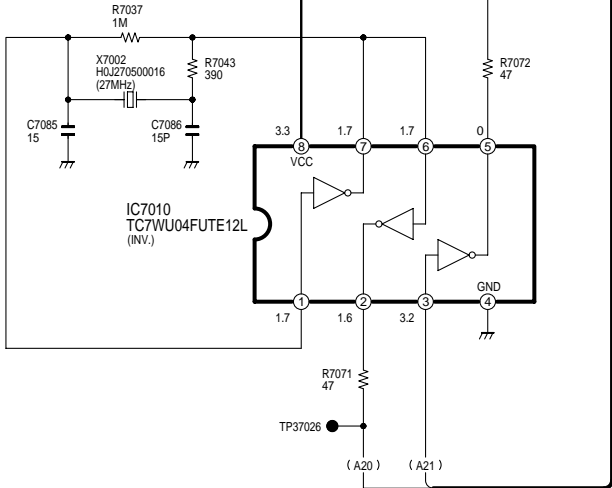 R7037
1M
X7002
H0J270500016
(27MHz)
R7043
390
R7072
47
C7085
15
C7086
15P
3.3
1.7
1.7
0
8
7
6
5
VCC
IC7010
TC7WU04FUTE12L
(INV.)
GND
1
2
3
4
1.7
1.6
3.2
R7071
47
TP37026
( A20 )
( A21 )